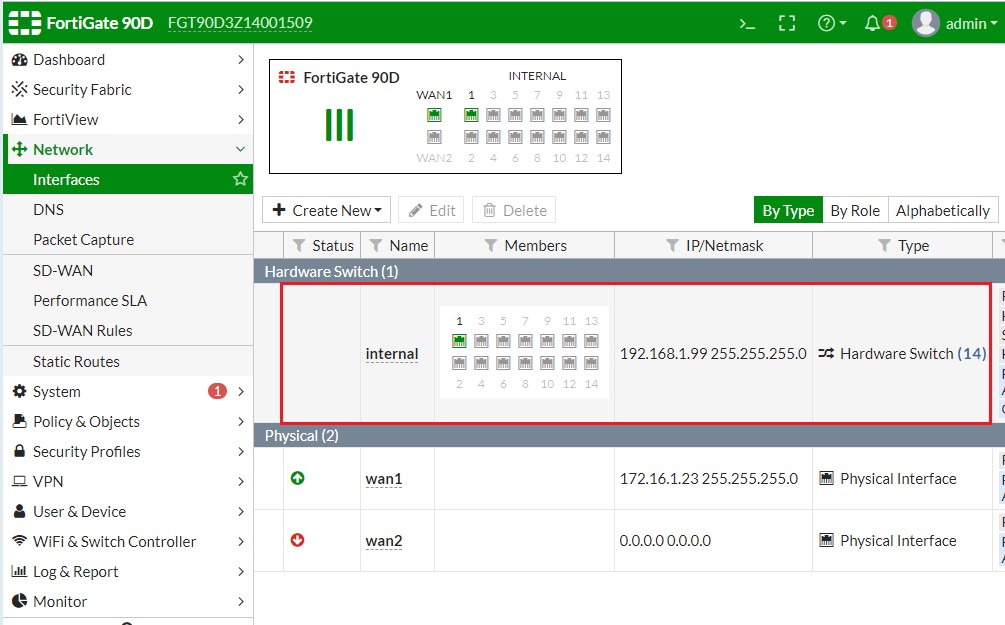 FortiGate 90D FGT90D3Z14001509 >_ 1 admin
Dashboard
Security Fabric
FortiView
Network
Interfaces
DNS
Packet Capture
SD-WAN
Performance SLA
SD-WAN Rules
Static Routes
System 1
Policy & Objects
Security Profiles
VPN
User & Device
WiFi & Switch Controller
Log & Report
Monitor
FortiGate 90D
INTERNAL
WAN1 1 3 5 7 9 11 13
WAN2 2 4 6 8 10 12 14
Create New Edit Delete By Type By Role Alphabetically
Status Name Members IP/Netmask Type
Hardware Switch (1)
1 3 5 7 9 11 13
internal 192.168.1.99 255.255.255.0 Hardware Switch (14)
2 4 6 8 10 12 14
Physical (2)
wan1 172.16.1.23 255.255.255.0 Physical Interface
wan2 0.0.0.0 0.0.0.0 Physical Interface